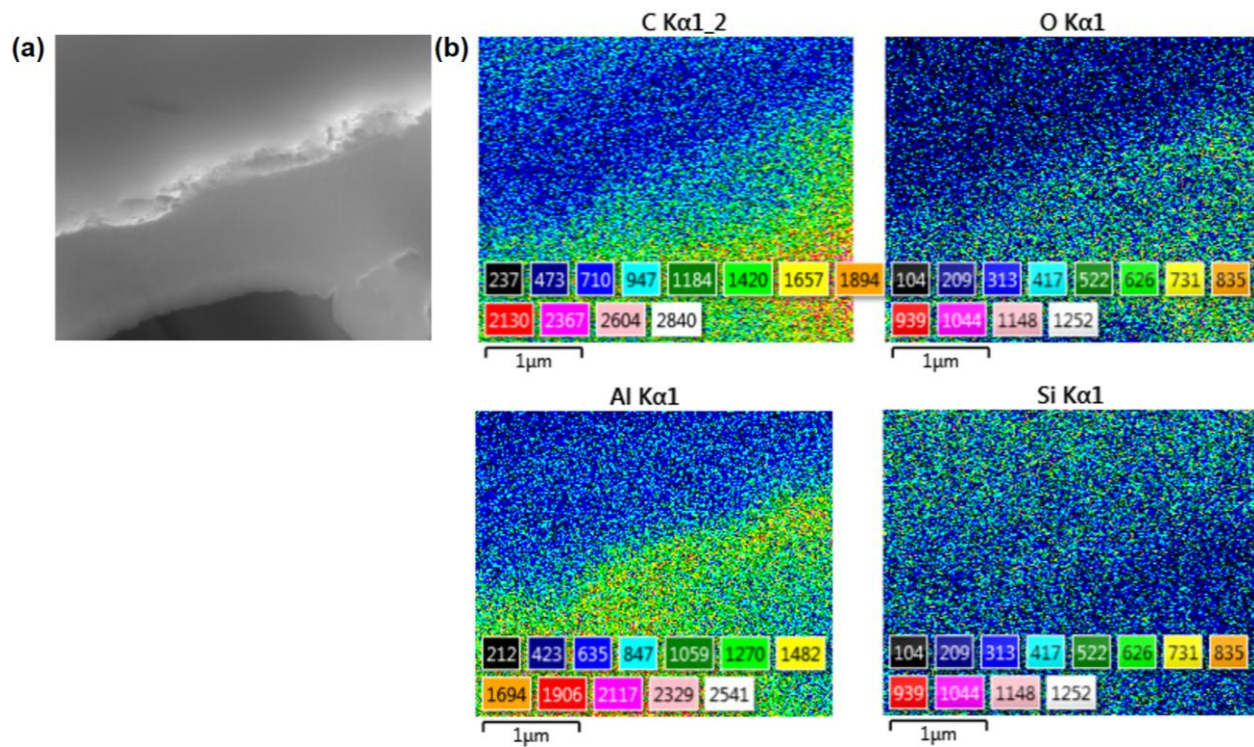 (a)
(b)
C Kα1_2
237 473 710 947 1184 1420 1657 1894
2130 2367 2604 2840
1μm
O Kα1
104 209 313 417 522 626 731 835
939 1044 1148 1252
1μm
Al Kα1
212 423 635 847 1059 1270 1482
1694 1906 2117 2329 2541
1μm
Si Kα1
104 209 313 417 522 626 731 835
939 1044 1148 1252
1μm